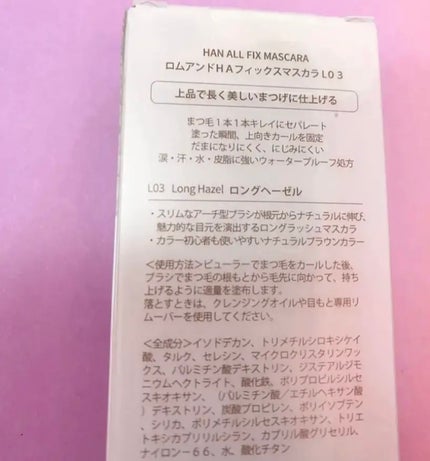 HAN ALL FIX MASCARA
ロムアンドHAフィックスマスカラL03
上品で長く美しいまつげに仕上げる
まつ毛1本1本キレイにセパレート
塗った瞬間、上向きカールを固定
だまになりにくく、にじみにくい
涙・汗・水・皮脂に強いウォータープルーフ処方
L03 Long Hazel ロングヘーゼル
・スリムなアーチ型ブラシが根元からナチュラルに伸び、
魅力的な目元を演出するロングラッシュマスカラ
・カラー初心者も使いやすいナチュラルブラウンカラー
<使用方法>ビューラーでまつ毛をカールした後、
ブラシでまつ毛の根もとから毛先に向かって、持ち
上げるように適量を塗布します。
落とすときは、クレンジングオイルや目もと専用リ
ムーバーを使用してください。
<全成分>イソドデカン、トリメチルシロキシケイ
酸、タルク、セレシン、マイクロクリスタリンワッ
クス、パルミチン酸デキストリン、ジステアルジモ
ニウムヘクトライト、酸化鉄、ポリプロピルシルセ
スキオキサン、(パルミチン酸/エチルヘキサン酸
)デキストリン、炭酸プロピレン、ポリイソブテン
、シリカ、ポリメチルシルセスキオキサン、トリエ
トキシカプリリルシラン、カプリル酸グリセリル、
ナイロン-66、水、酸化チタン